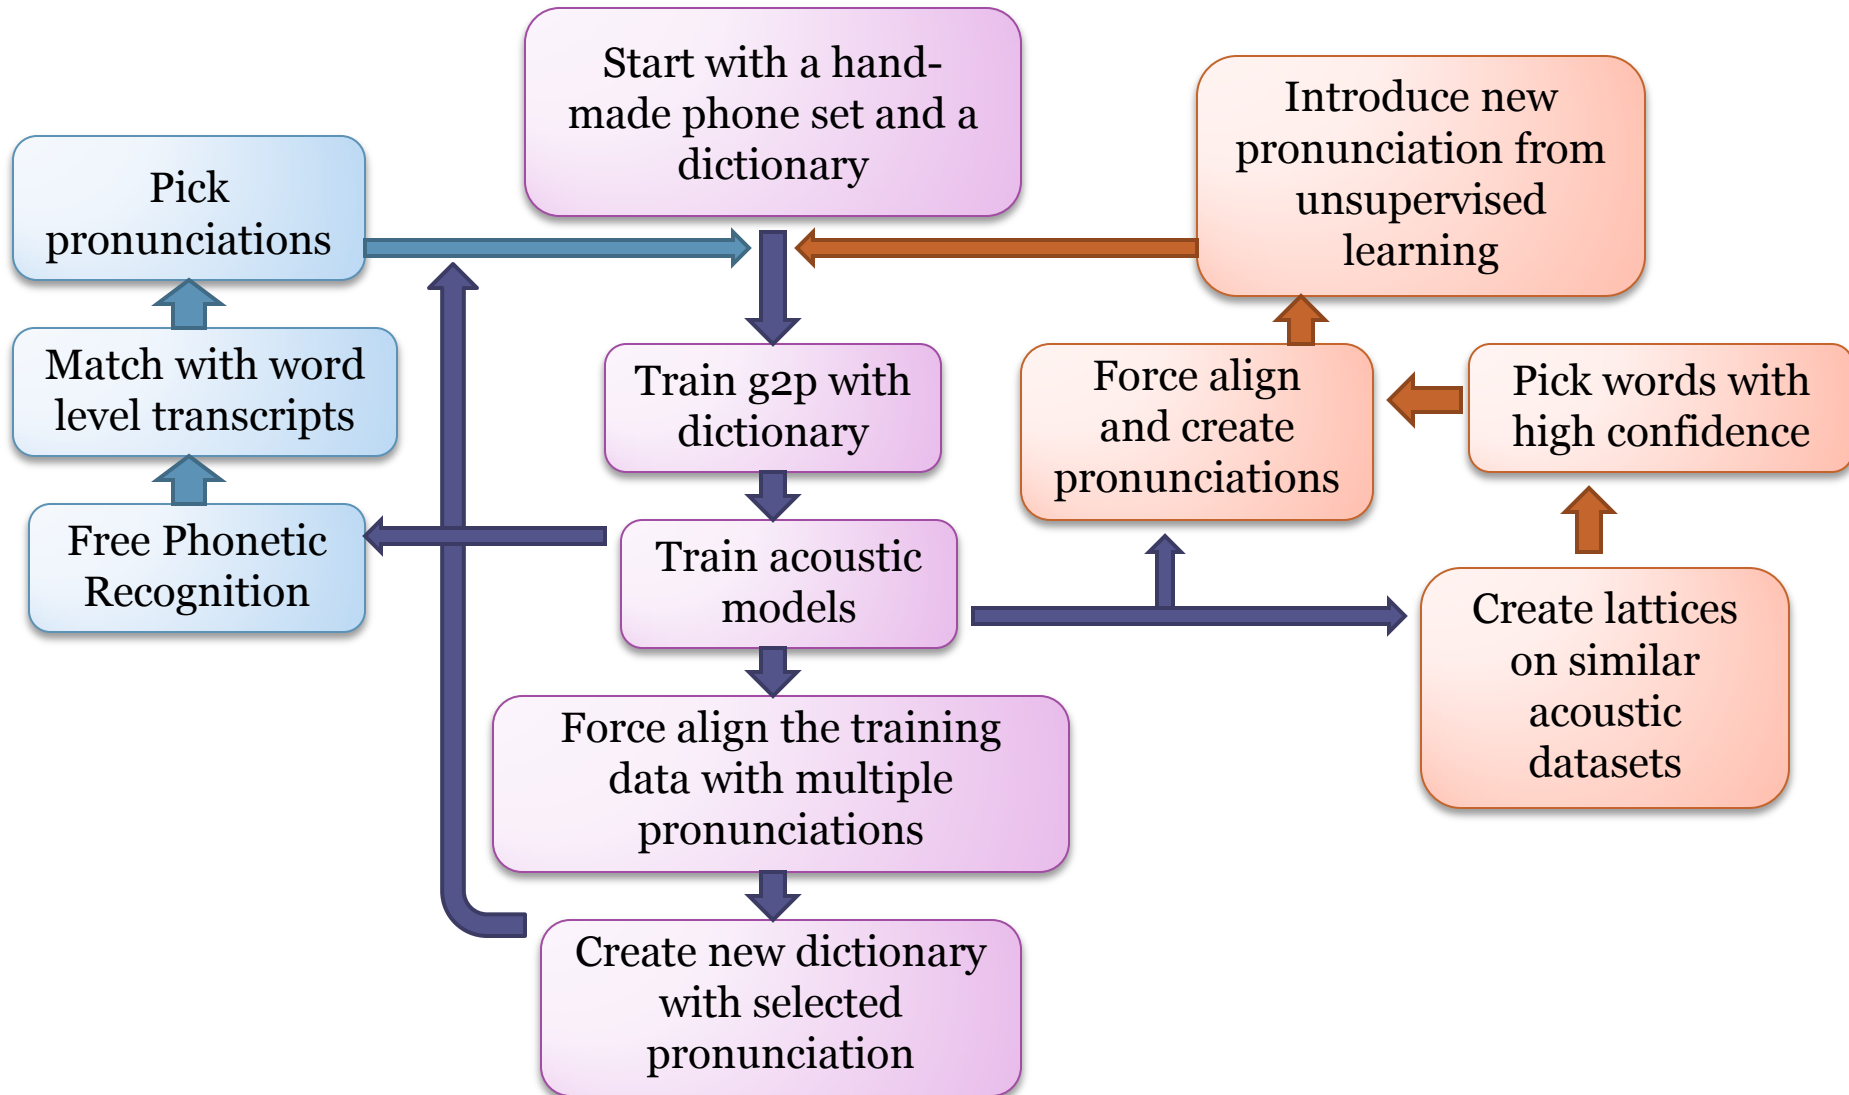 Start with a hand-
made phone set and a
dictionary
Introduce new
pronunciation from
unsupervised
learning
Pick
pronunciations
Match with word
level transcripts
Train g2p with
dictionary
Force align
and create
pronunciations
Pick words with
high confidence
Free Phonetic
Recognition
Train acoustic
models
Create lattices
on similar
acoustic
datasets
Force align the training
data with multiple
pronunciations
Create new dictionary
with selected
pronunciation